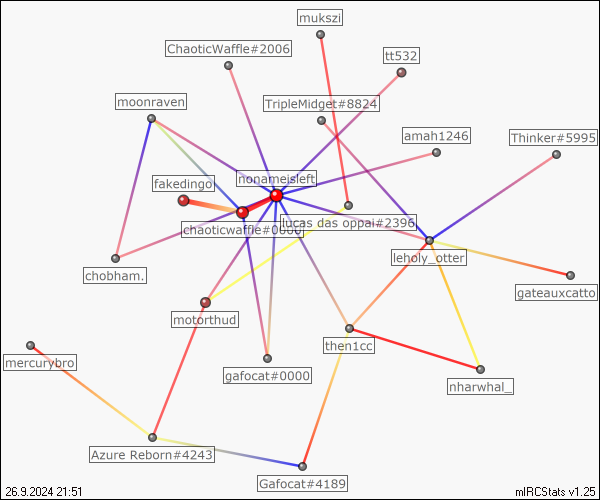 mukszi
ChaoticWaffle#2006
tt532
moonraven
TripleMidget#8824
amah1246
Thinker#5995
nonameisleft
fakedingo
lucas das oppai#2396
chaoticwaffle#0000
leholy_otter
chobham.
gateauxcatto
motorthud
then1cc
mercurybro
gafocat#0000
nharwhal_
Azure Reborn#4243
Gafocat#4189
26.9.2024 21:51
mIRCStats v1.25